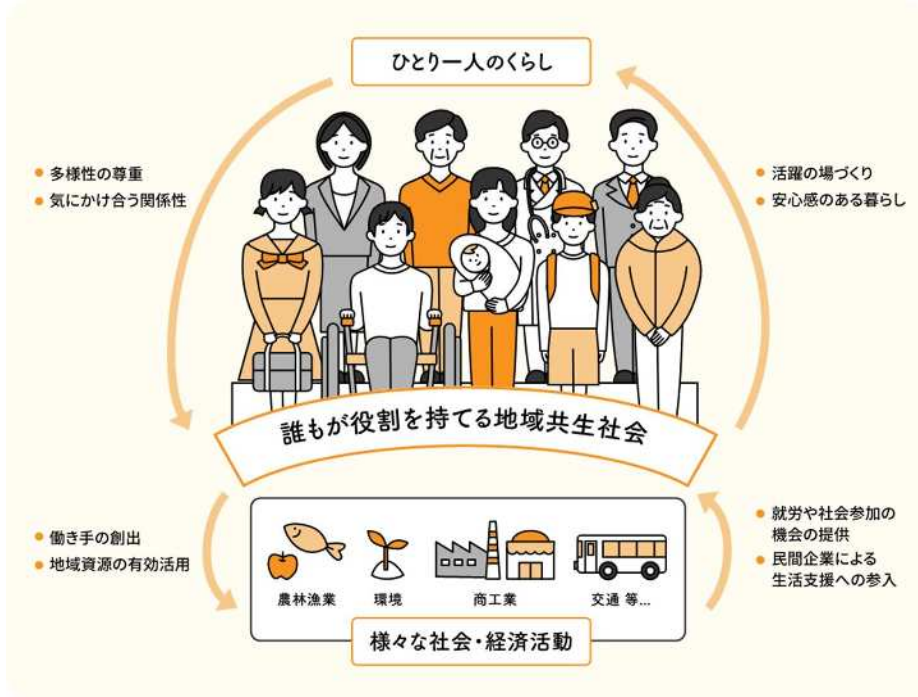 ひとり一人のくらし
● 多様性の尊重
● 気にかけ合う関係性
● 活躍の場づくり
● 安心感のある暮らし
誰もが役割を持てる地域共生社会
● 働き手の創出
● 地域資源の有効活用
農林漁業
環境
商工業
交通 等...
● 就労や社会参加の
機会の提供
● 民間企業による
生活支援への参入
様々な社会・経済活動